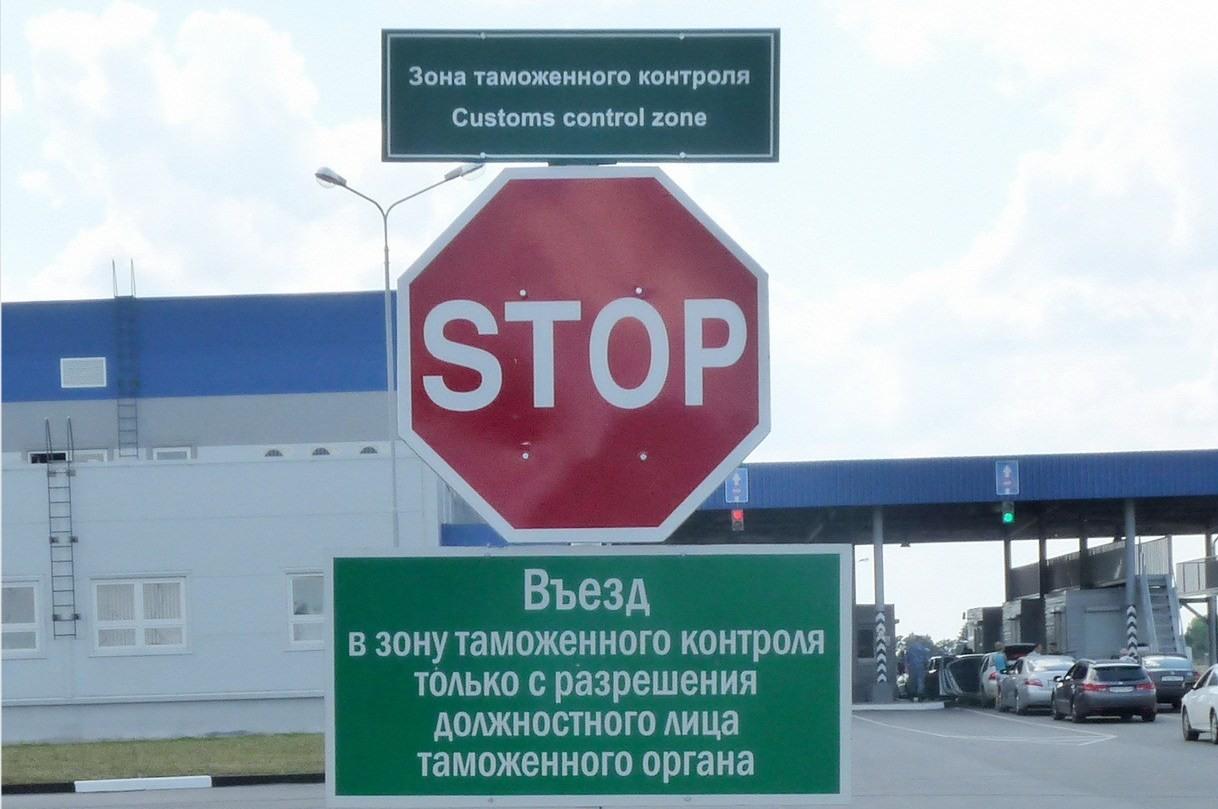 Зона таможенного контроля
Customs control zone
STOP
Въезд
в зону таможенного контроля
только с разрешения
должностного лица
таможенного органа